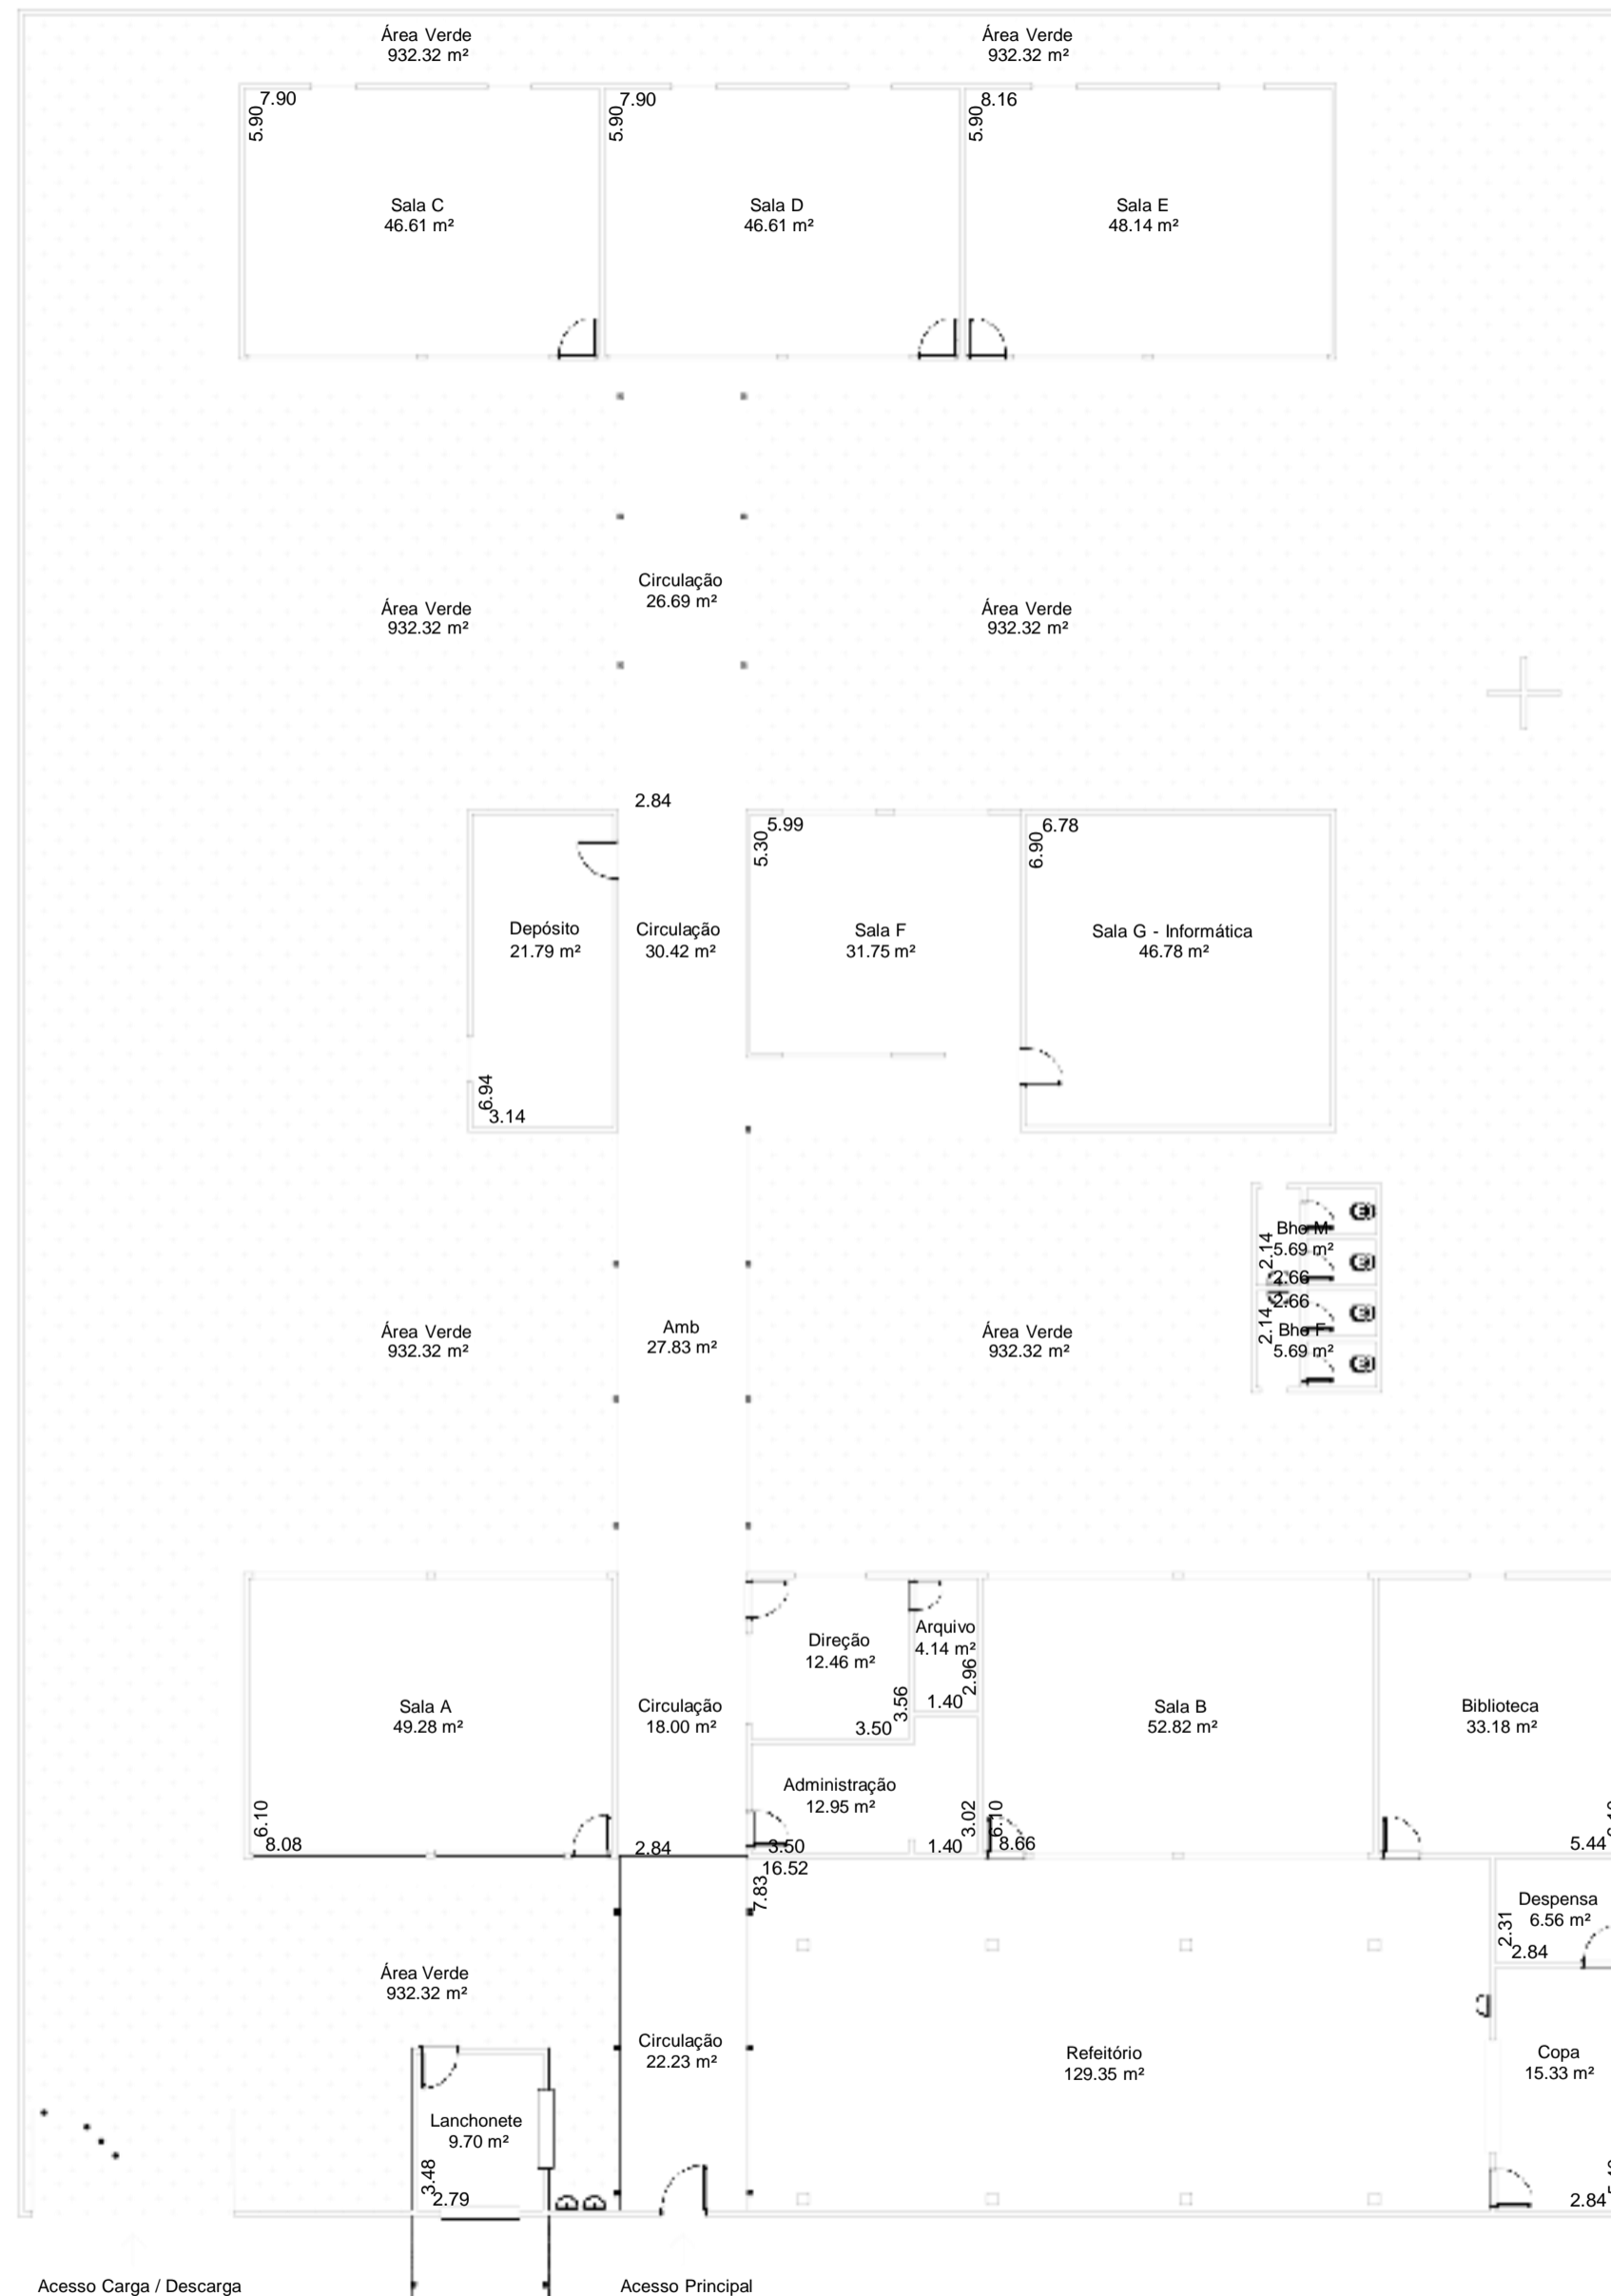 Área Verde
932.32 m²
Área Verde
932.32 m²
7.90
5.90
7.90
5.90
8.16
5.90
Sala C
46.61 m²
Sala D
46.61 m²
Sala E
48.14 m²
Circulação
26.69 m²
Área Verde
932.32 m²
Área Verde
932.32 m²
2.84
5.99
5.30
6.78
6.90
Depósito
21.79 m²
Circulação
30.42 m²
Sala F
31.75 m²
Sala G - Informática
46.78 m²
6.94
3.14
Bho M
5.69 m²
2.14
2.66
2.66
2.14
Bho F
5.69 m²
Área Verde
932.32 m²
Amb
27.83 m²
Área Verde
932.32 m²
Direção
12.46 m²
Arquivo
4.14 m²
2.96
1.40
3.56
3.50
Sala A
49.28 m²
Circulação
18.00 m²
Sala B
52.82 m²
Biblioteca
33.18 m²
Administração
12.95 m²
6.10
8.08
2.84
3.50
3.02
1.40
6.10
8.66
5.44
16.52
7.83
Despensa
6.56 m²
2.31
2.84
Área Verde
932.32 m²
Circulação
22.23 m²
Refeitório
129.35 m²
Copa
15.33 m²
Lanchonete
9.70 m²
3.48
2.79
2.84
Acesso Carga / Descarga
Acesso Principal